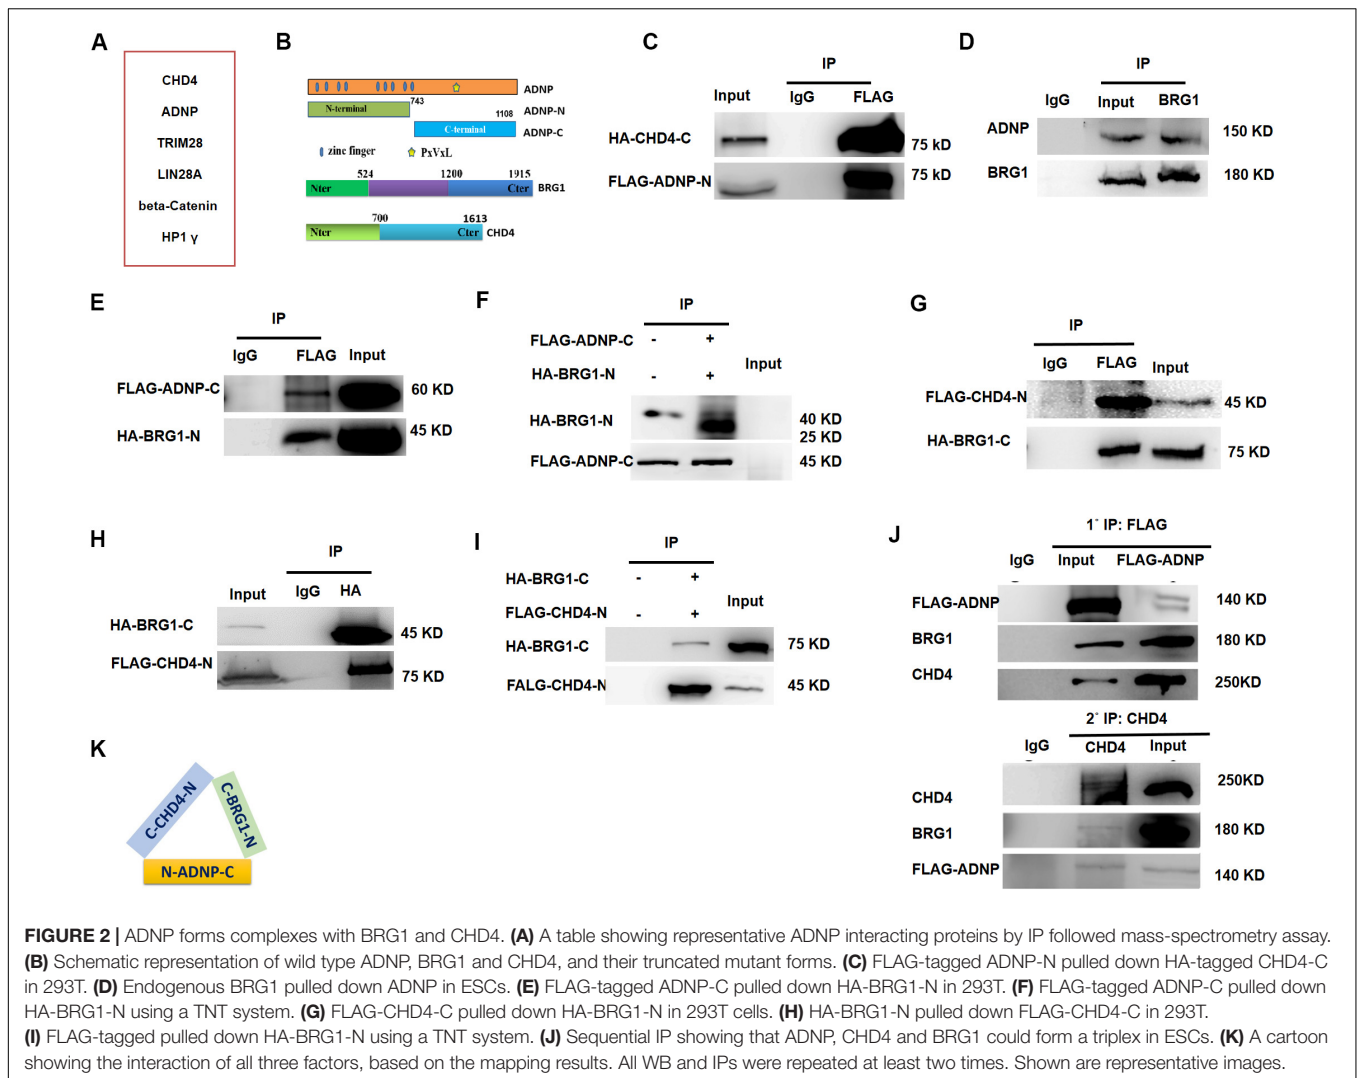 A
CHD4
ADNP
TRIM28
LIN28A
beta-Catenin
HP1 γ
B
ADNP
N-terminal
743
ADNP-N
1108
C-terminal
ADNP-C
zinc finger
PxVxL
524
1200
1915
Nter
Cter
BRG1
700
1613
Nter
Cter
CHD4
C
IP
Input
IgG
FLAG
HA-CHD4-C
75 kD
FLAG-ADNP-N
75 kD
D
IP
IgG
Input
BRG1
ADNP
150 KD
BRG1
180 KD
E
IP
IgG
FLAG
Input
FLAG-ADNP-C
60 KD
HA-BRG1-N
45 KD
F
IP
FLAG-ADNP-C
-
+
HA-BRG1-N
-
+
Input
HA-BRG1-N
40 KD
25 KD
FLAG-ADNP-C
45 KD
G
IP
IgG
FLAG
Input
FLAG-CHD4-N
45 KD
HA-BRG1-C
75 KD
H
IP
Input
IgG
HA
HA-BRG1-C
45 KD
FLAG-CHD4-N
75 KD
I
IP
HA-BRG1-C
-
+
FLAG-CHD4-N
-
+
Input
HA-BRG1-C
75 KD
FALG-CHD4-N
45 KD
J
1° IP: FLAG
IgG
Input
FLAG-ADNP
FLAG-ADNP
140 KD
BRG1
180 KD
CHD4
250KD
2° IP: CHD4
IgG
CHD4
Input
CHD4
250KD
BRG1
180 KD
FLAG-ADNP
140 KD
K
C-CHD4-N
C-BRG1-N
N-ADNP-C
FIGURE 2 | ADNP forms complexes with BRG1 and CHD4. (A) A table showing representative ADNP interacting proteins by IP followed mass-spectrometry assay.
(B) Schematic representation of wild type ADNP, BRG1 and CHD4, and their truncated mutant forms. (C) FLAG-tagged ADNP-N pulled down HA-tagged CHD4-C
in 293T. (D) Endogenous BRG1 pulled down ADNP in ESCs. (E) FLAG-tagged ADNP-C pulled down HA-BRG1-N in 293T. (F) FLAG-tagged ADNP-C pulled down
HA-BRG1-N using a TNT system. (G) FLAG-CHD4-C pulled down HA-BRG1-N in 293T cells. (H) HA-BRG1-N pulled down FLAG-CHD4-C in 293T.
(I) FLAG-tagged pulled down HA-BRG1-N using a TNT system. (J) Sequential IP showing that ADNP, CHD4 and BRG1 could form a triplex in ESCs. (K) A cartoon
showing the interaction of all three factors, based on the mapping results. All WB and IPs were repeated at least two times. Shown are representative images.